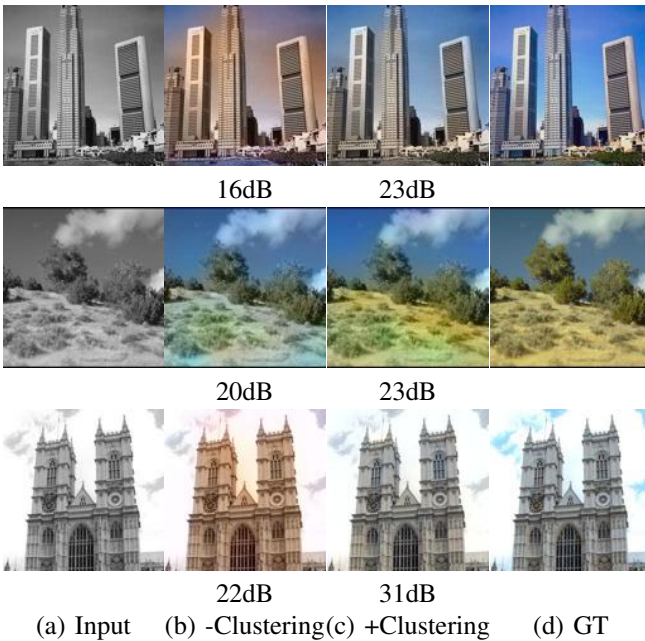 16dB 23dB
20dB 23dB
22dB 31dB
(a) Input (b) -Clustering (c) +Clustering (d) GT